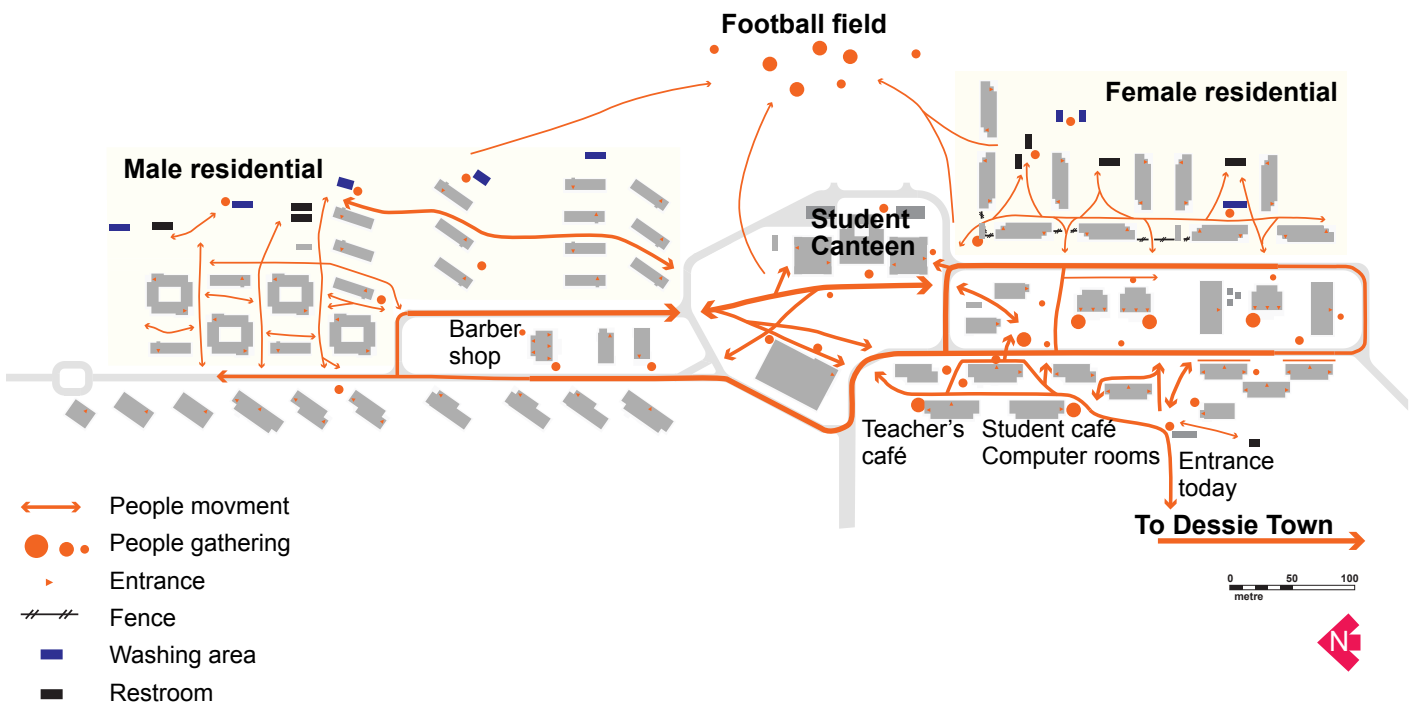 Football field
Female residential
Male residential
Student
Canteen
Barber
shop
Teacher's
café
Student café
Computer rooms
Entrance
today
To Dessie Town
People movment
People gathering
Entrance
Fence
Washing area
Restroom
0 50 100
metre
N